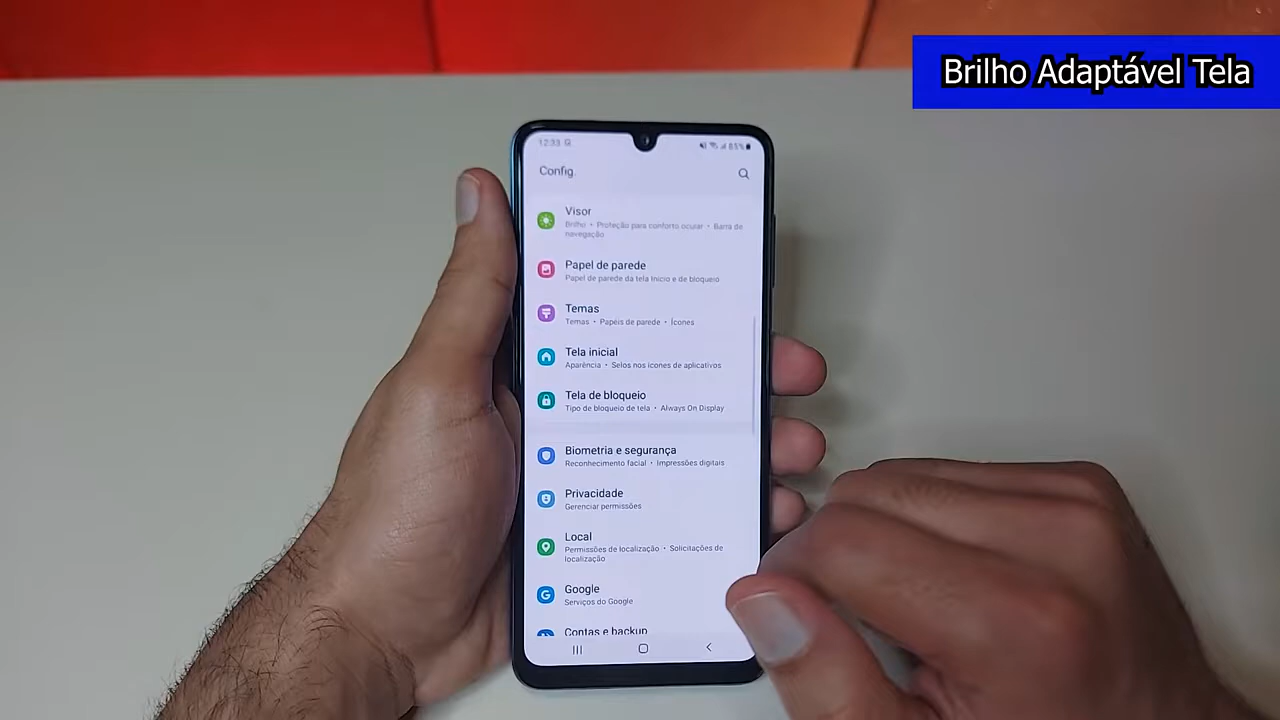 Brilho Adaptável Tela
12:33 G
85%
Config.
Visor
Brilho • Proteção para conforto ocular • Barra de
navegação
Papel de parede
Papel de parede da tela Início e de bloqueio
Temas
Temas • Papéis de parede • Ícones
Tela inicial
Aparência • Selos nos ícones de aplicativos
Tela de bloqueio
Tipo de bloqueio de tela • Always On Display
Biometria e segurança
Reconhecimento facial • Impressões digitais
Privacidade
Gerenciar permissões
Local
Permissões de localização • Solicitações de
localização
Google
Serviços do Google
Contas e backup